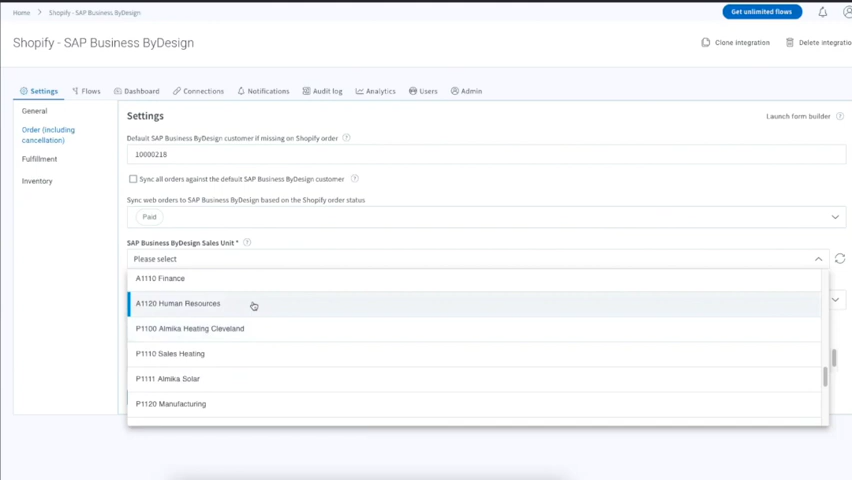 Home > Shopify - SAP Business ByDesign
Get unlimited flows
Shopify - SAP Business ByDesign
Clone Integration
Delete integratio
Settings
Flows
Dashboard
Connections
Notifications
Audit log
Analytics
Users
Admin
General
Order (including
cancellation)
Fulfillment
Inventory
Settings
Launch form builder
Default SAP Business ByDesign customer if missing on Shopify order
10000218
Sync all orders against the default SAP Business ByDesign customer
Sync web orders to SAP Business ByDesign based on the Shopify order status
Paid
SAP Business ByDesign Sales Unit *
Please select
A1110 Finance
A1120 Human Resources
P1100 Almika Heating Cleveland
P1110 Sales Heating
P1111 Almika Solar
P1120 Manufacturing